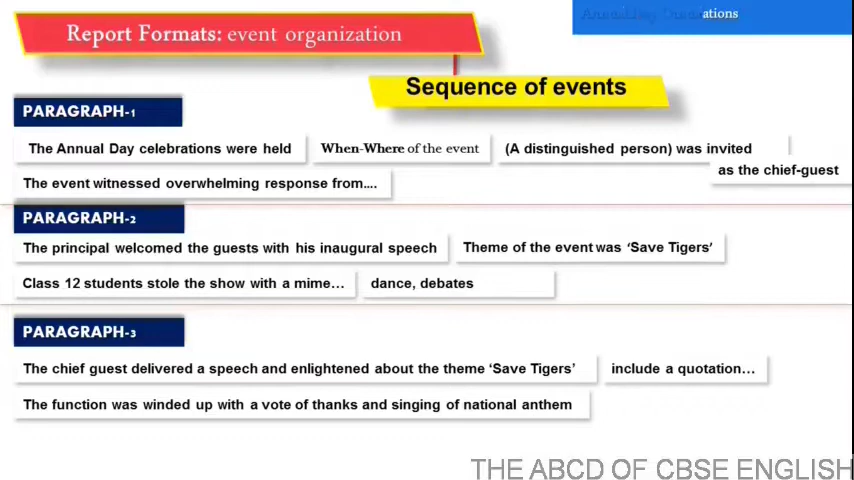 ations
Report Formats: event organization
Sequence of events
PARAGRAPH-1
The Annual Day celebrations were held
When-Where of the event
(A distinguished person) was invited
as the chief-guest
The event witnessed overwhelming response from....
PARAGRAPH-2
The principal welcomed the guests with his inaugural speech
Theme of the event was ‘Save Tigers’
Class 12 students stole the show with a mime…
dance, debates
PARAGRAPH-3
The chief guest delivered a speech and enlightened about the theme ‘Save Tigers’
include a quotation…
The function was winded up with a vote of thanks and singing of national anthem
THE ABCD OF CBSE ENGLISH